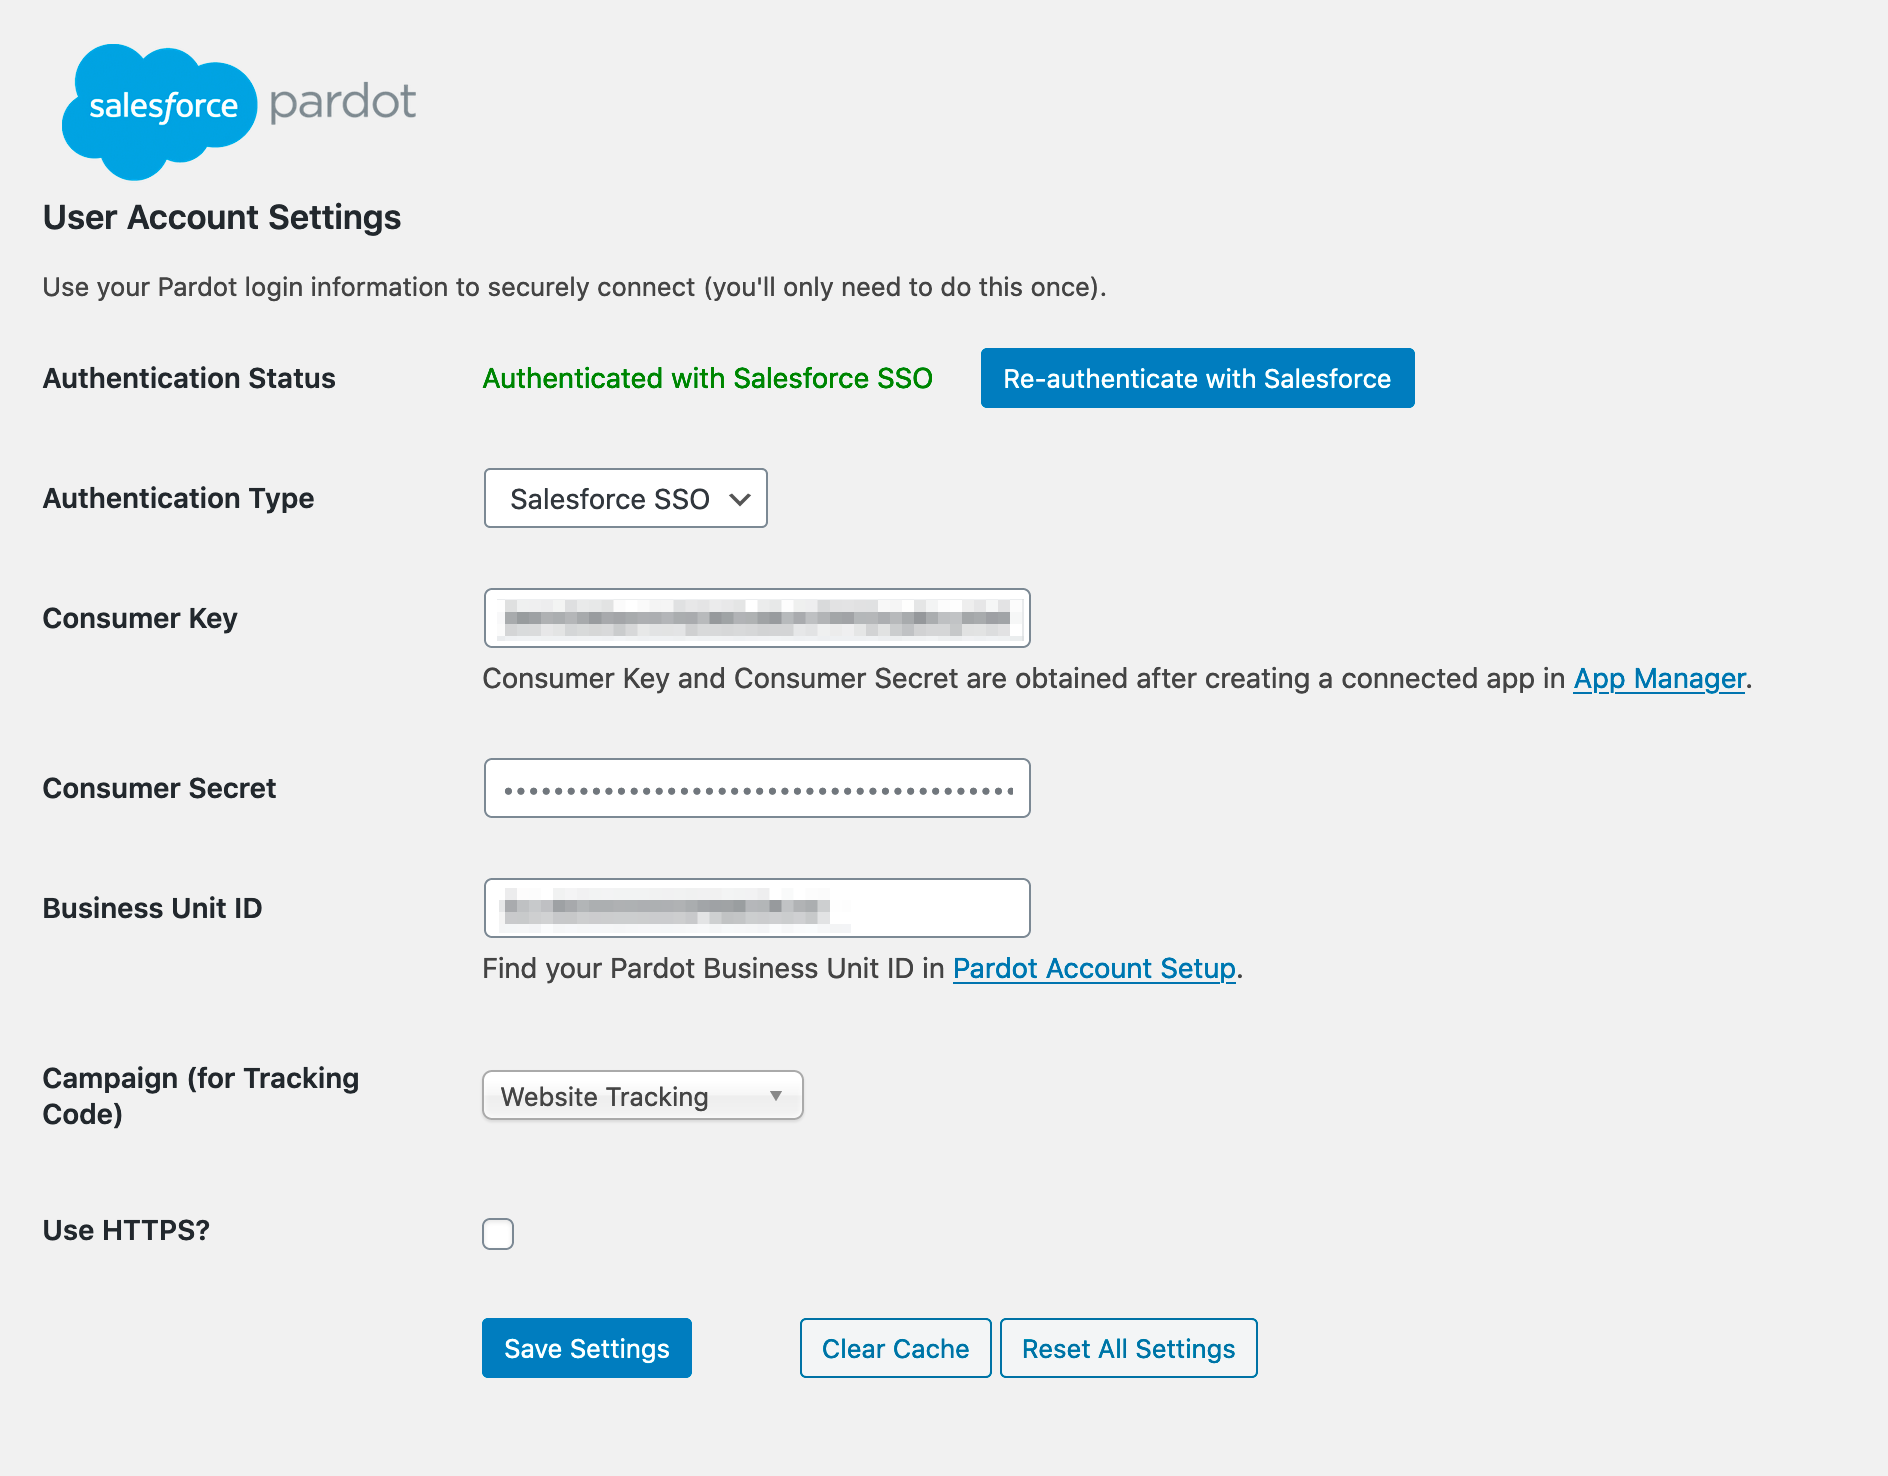 salesforce pardot
User Account Settings
Use your Pardot login information to securely connect (you'll only need to do this once).
Authentication Status Authenticated with Salesforce SSO Re-authenticate with Salesforce
Authentication Type Salesforce SSO
Consumer Key
Consumer Key and Consumer Secret are obtained after creating a connected app in App Manager.
Consumer Secret
Business Unit ID
Find your Pardot Business Unit ID in Pardot Account Setup.
Campaign (for Tracking
Code)
Website Tracking
Use HTTPS?
Save Settings Clear Cache Reset All Settings